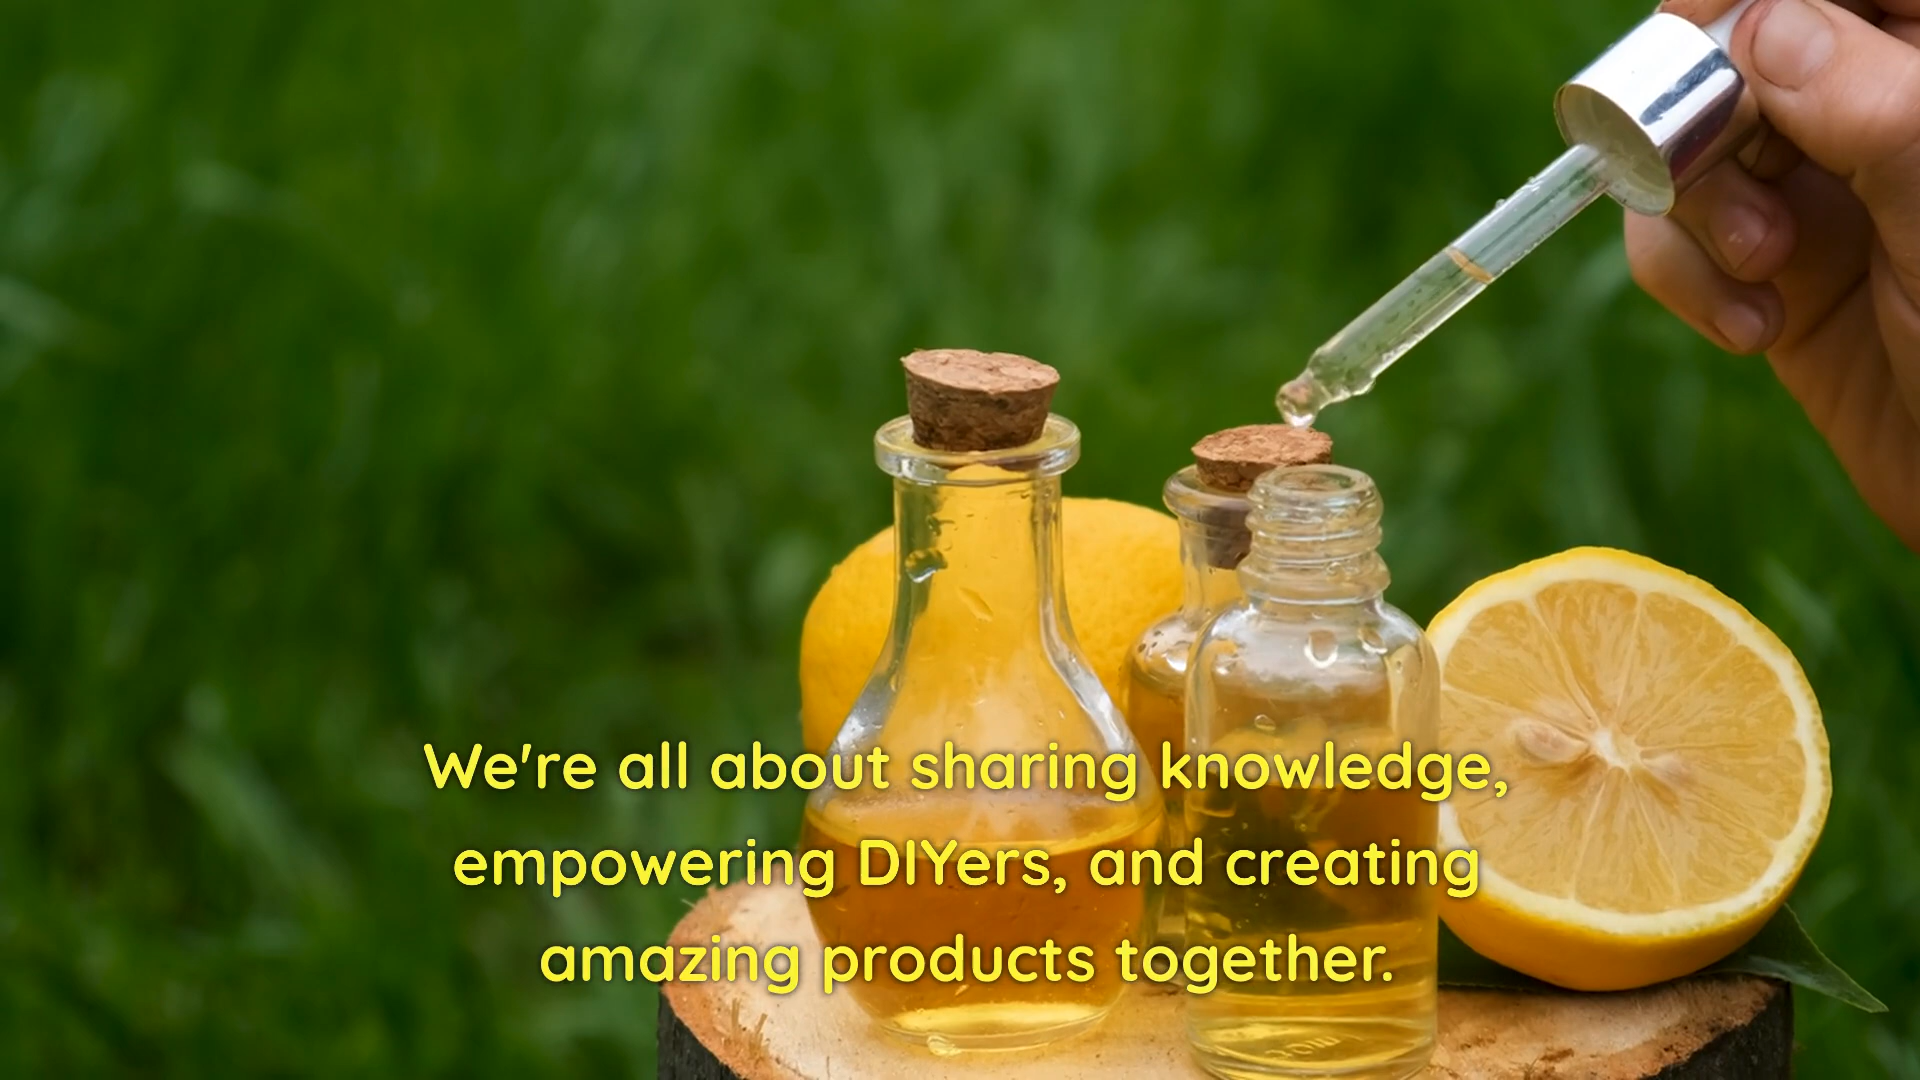 We're all about sharing knowledge,
empowering DIYers, and creating
amazing products together.